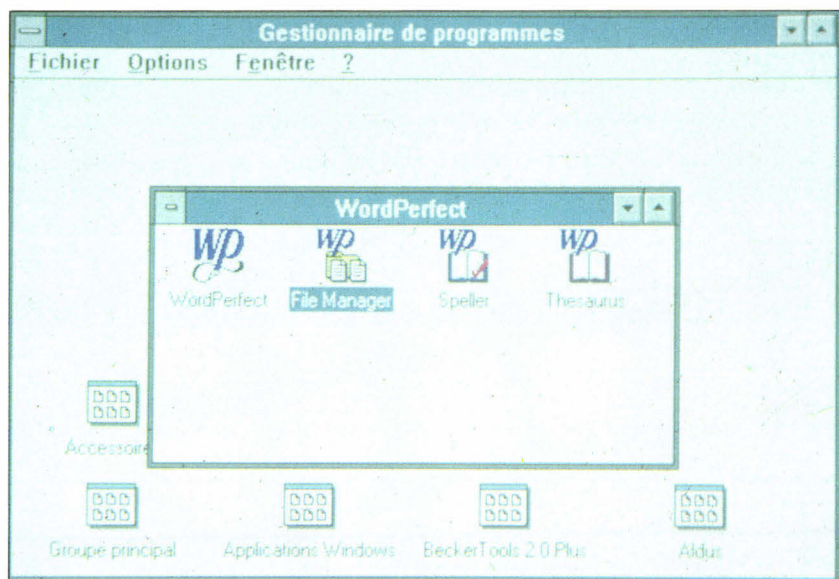 Gestionnaire de programmes
Fichier Options Fenêtre ?
WordPerfect
WP WP WP WP
WordPerfect File Manager Speller Thesaurus
Accessoire
Groupe principal Applications Windows BeckerTools 2.0 Plus Aldus